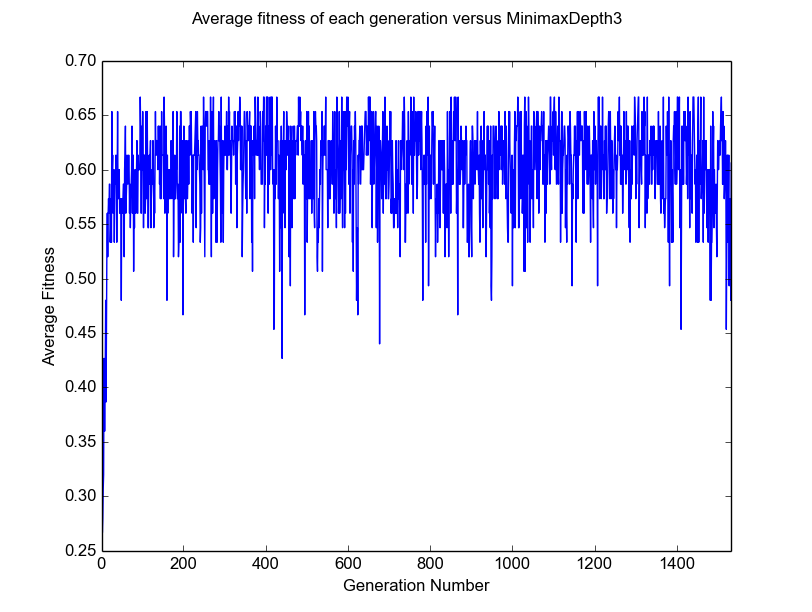 Average fitness of each generation versus MinimaxDepth3
0.70
0.65
0.60
0.55
0.50
0.45
0.40
0.35
0.30
0.25
Average Fitness
0 200 400 600 800 1000 1200 1400
Generation Number